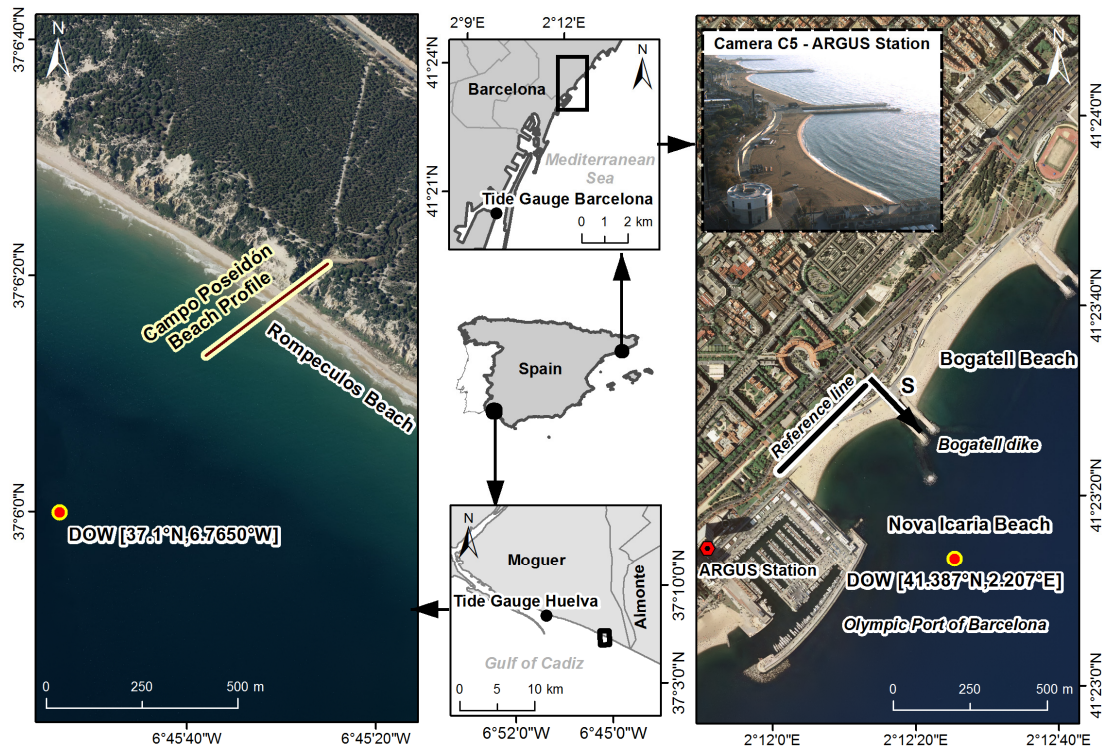 37°6'40"N
37°6'20"N
37°6'0"N
N
Campo Poseidón
Beach Profile
Rompeculos Beach
DOW [37.1°N,6.7650°W]
0 250 500 m
6°45'40"W 6°45'20"W
2°9'E 2°12'E
41°24'N
41°21'N
N
Barcelona
Mediterranean
Sea
Tide Gauge Barcelona
0 1 2 km
Spain
N
Moguer
Almonte
Tide Gauge Huelva
Gulf of Cadiz
0 5 10 km
37°10'0"N
37°3'0"N
6°52'0"W 6°45'0"W
Camera C5 - ARGUS Station
N
Bogatell Beach
S
Reference line
Bogatell dike
Nova Icaria Beach
ARGUS Station
DOW [41.387°N,2.207°E]
Olympic Port of Barcelona
0 250 500 m
41°24'0"N
41°23'40"N
41°23'20"N
41°23'0"N
2°12'0"E 2°12'20"E 2°12'40"E